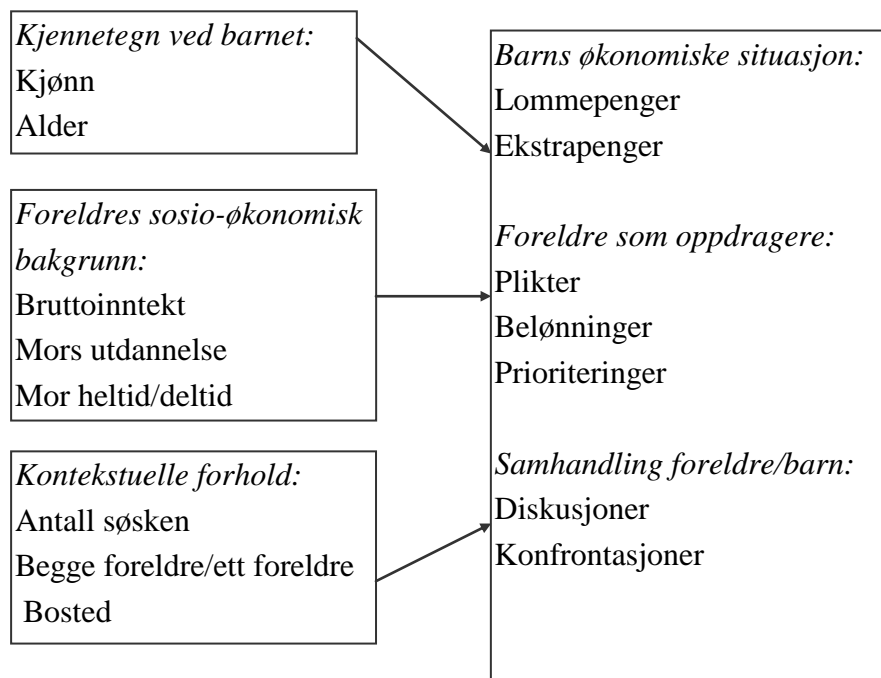 Kjennetegn ved barnet:
Kjønn
Alder
Foreldres sosio-økonomisk
bakgrunn:
Bruttoinntekt
Mors utdannelse
Mor heltid/deltid
Kontekstuelle forhold:
Antall søsken
Begge foreldre/ett foreldre
Bosted
Barns økonomiske situasjon:
Lommepenger
Ekstrapenger
Foreldre som oppdragere:
Plikter
Belønninger
Prioriteringer
Samhandling foreldre/barn:
Diskusjoner
Konfrontasjoner